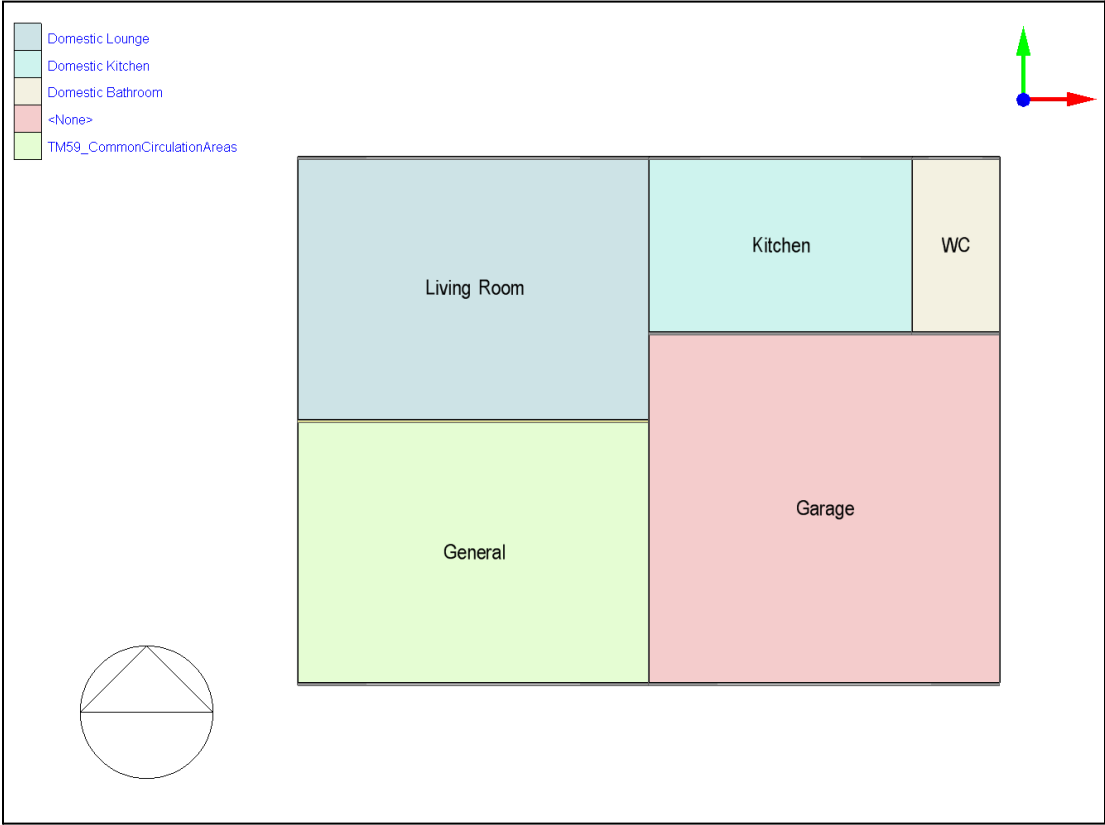 Domestic Lounge
Domestic Kitchen
Domestic Bathroom
<None>
TM59_CommonCirculationAreas
Kitchen
WC
Living Room
Garage
General